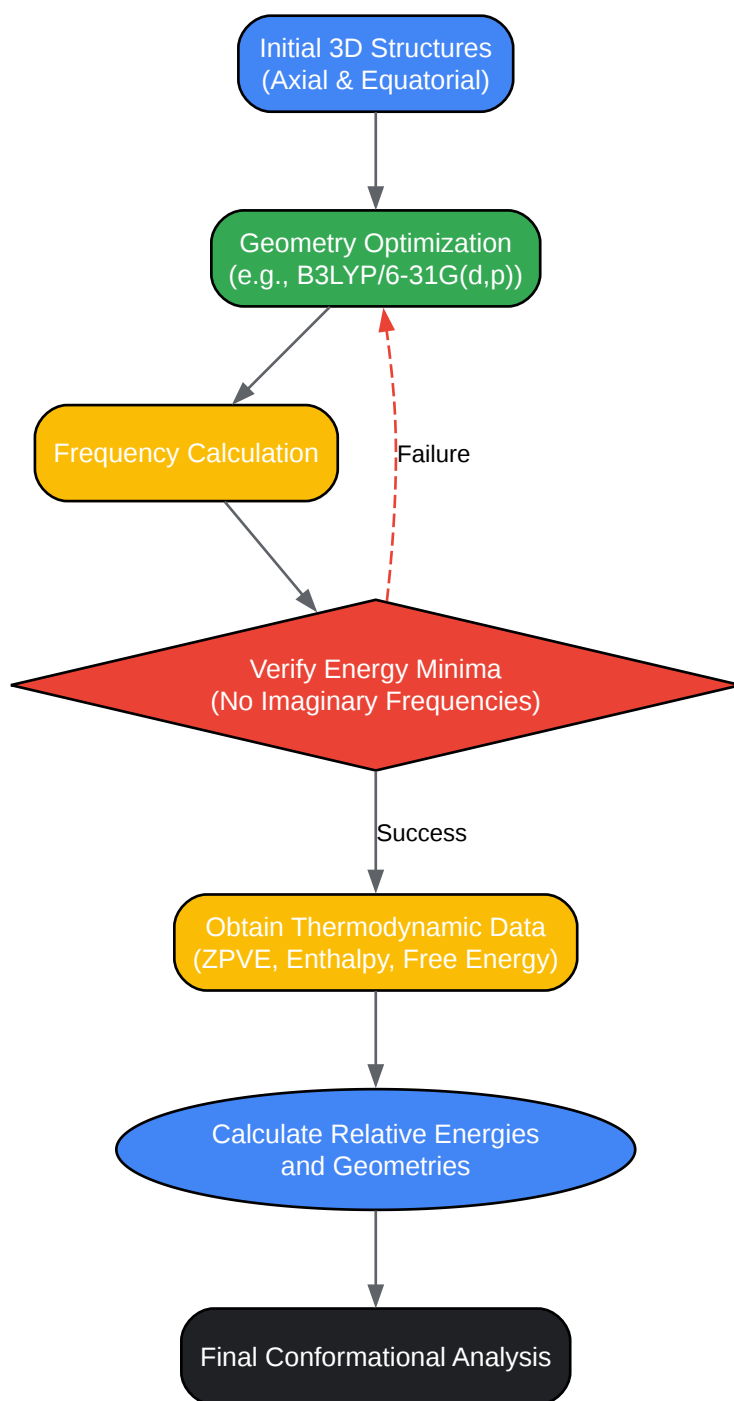 Initial 3D Structures
(Axial & Equatorial)
Geometry Optimization
(e.g., B3LYP/6-31G(d,p))
Frequency Calculation
Failure
Verify Energy Minima
(No Imaginary Frequencies)
Success
Obtain Thermodynamic Data
(ZPVE, Enthalpy, Free Energy)
Calculate Relative Energies
and Geometries
Final Conformational Analysis